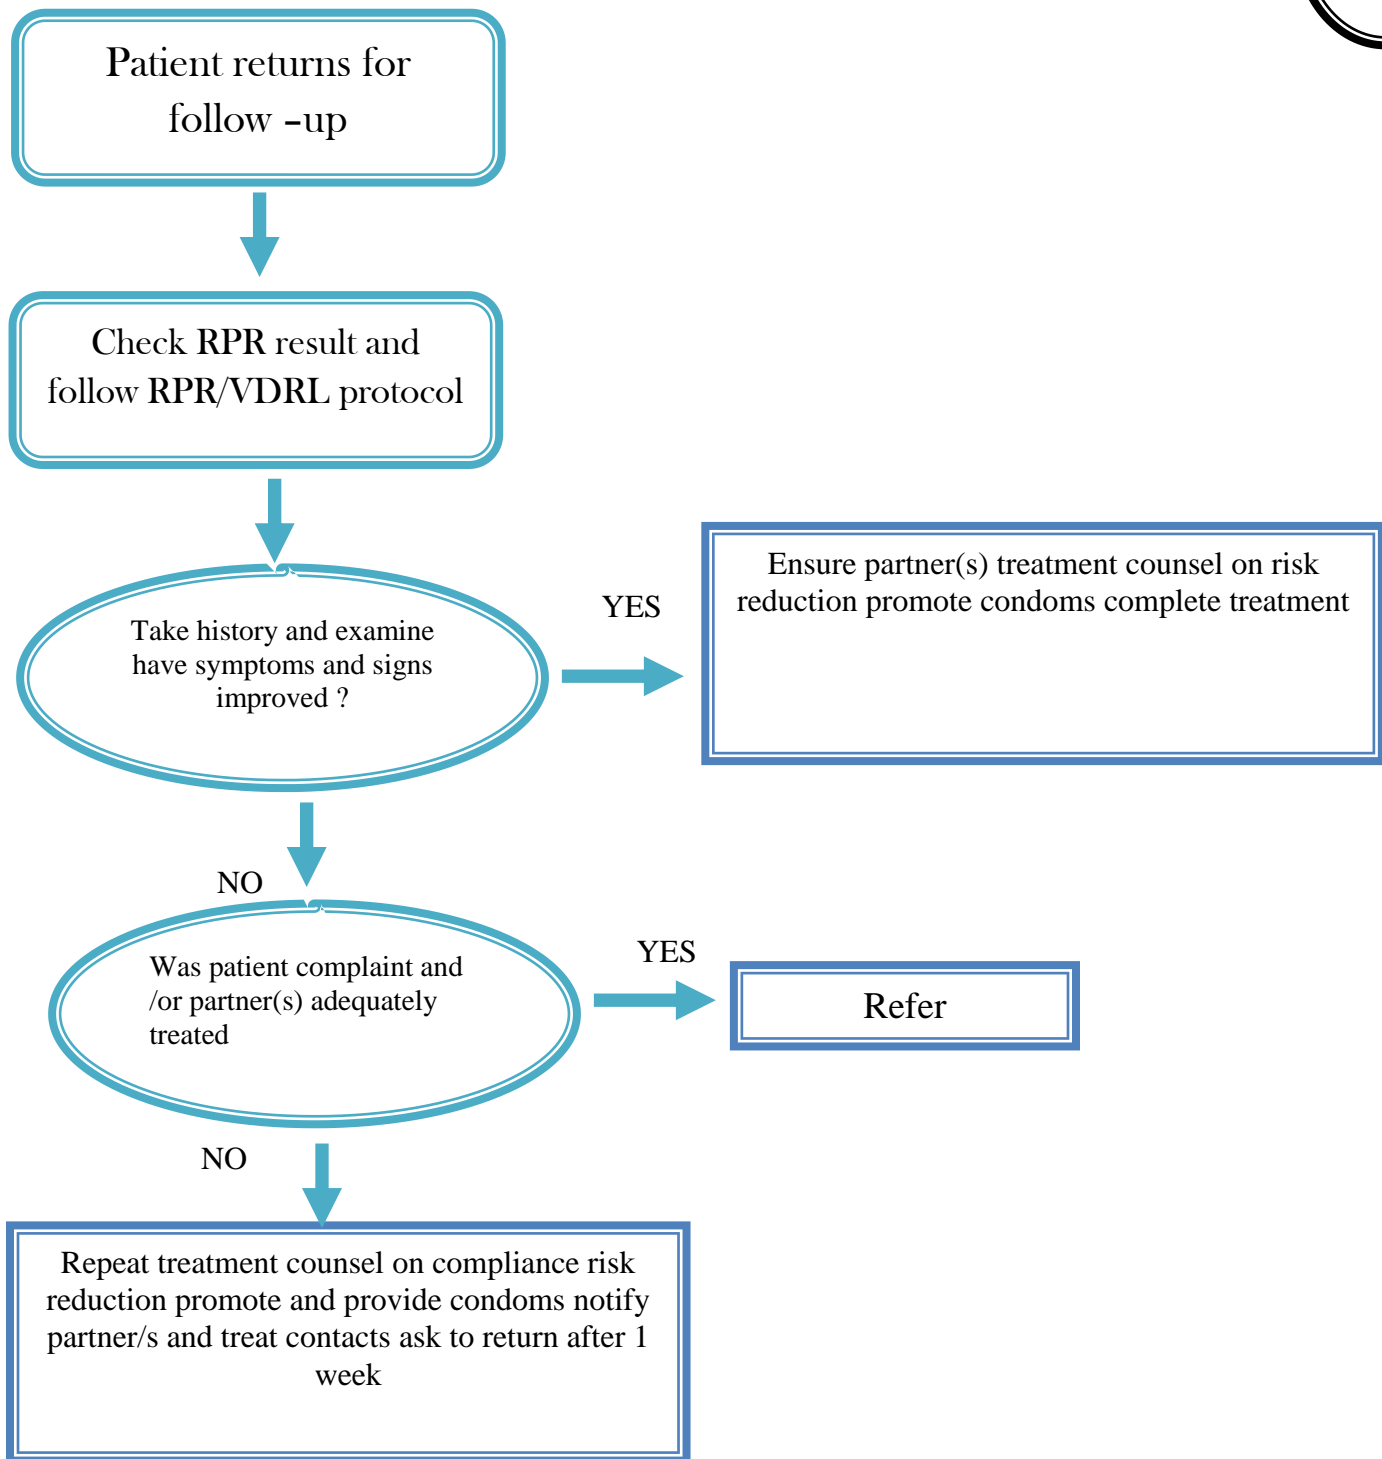 Patient returns for
follow –up
Check RPR result and
follow RPR/VDRL protocol
Take history and examine
have symptoms and signs
improved ?
YES
Ensure partner(s) treatment counsel on risk
reduction promote condoms complete treatment
NO
Was patient complaint and
/or partner(s) adequately
treated
YES
Refer
NO
Repeat treatment counsel on compliance risk
reduction promote and provide condoms notify
partner/s and treat contacts ask to return after 1
week